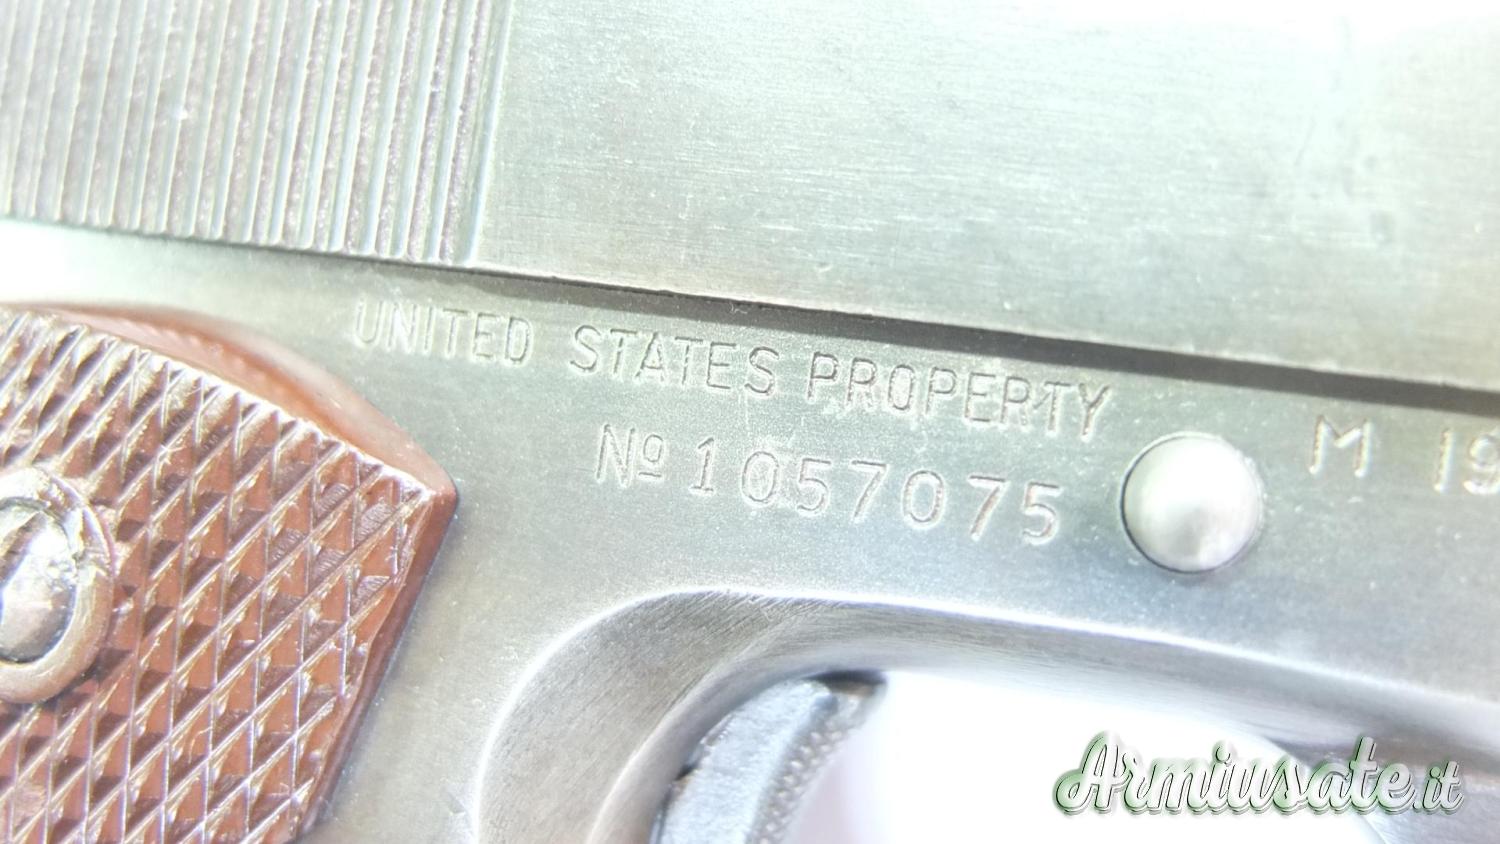 UNITED STATES PROPERTY
Nº 1057075
M 19
Armiusate.it